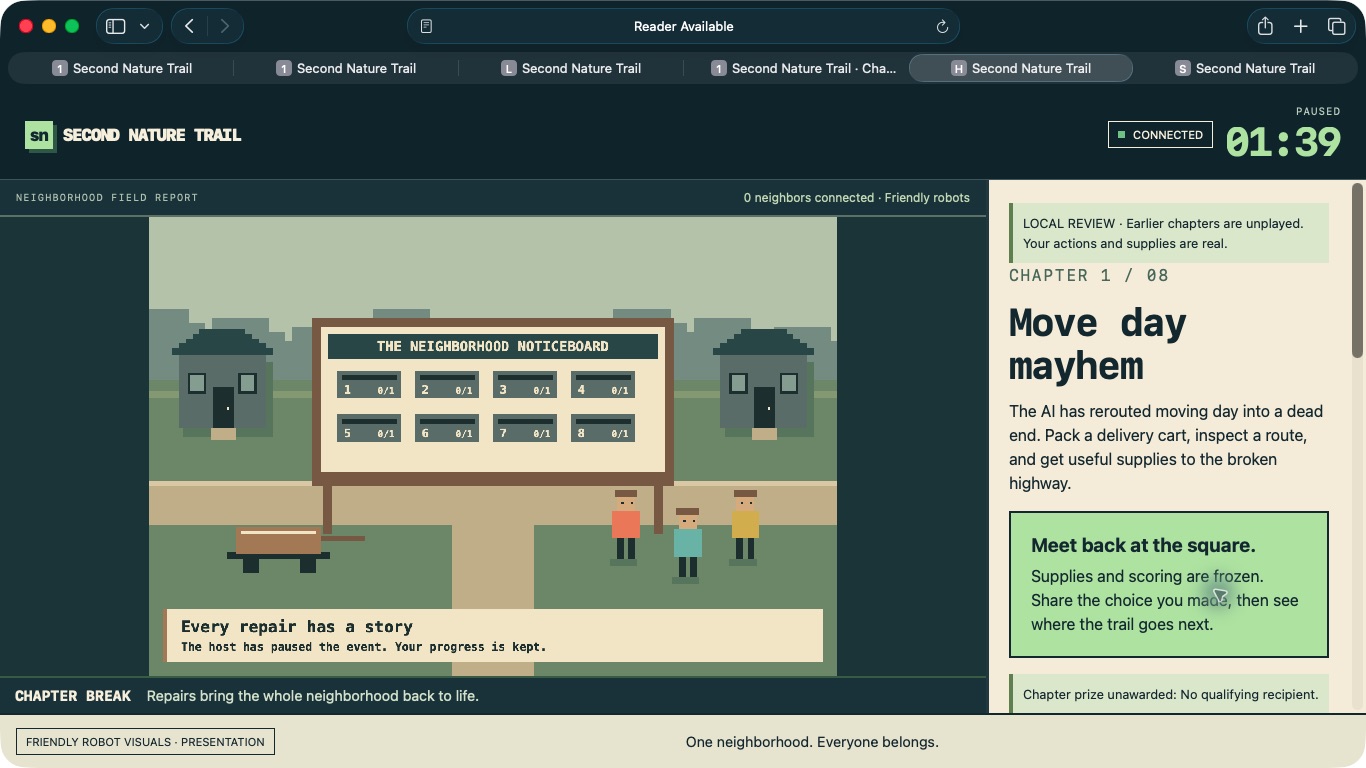 Reader Available
1 Second Nature Trail
1 Second Nature Trail
L Second Nature Trail
1 Second Nature Trail · Cha...
H Second Nature Trail
S Second Nature Trail
sn SECOND NATURE TRAIL
CONNECTED
PAUSED
01:39
NEIGHBORHOOD FIELD REPORT
0 neighbors connected · Friendly robots
THE NEIGHBORHOOD NOTICEBOARD
1 0/1 2 0/1 3 0/1 4 0/1
5 0/1 6 0/1 7 0/1 8 0/1
Every repair has a story
The host has paused the event. Your progress is kept.
CHAPTER BREAK Repairs bring the whole neighborhood back to life.
LOCAL REVIEW · Earlier chapters are unplayed.
Your actions and supplies are real.
CHAPTER 1 / 08
Move day
mayhem
The AI has rerouted moving day into a dead
end. Pack a delivery cart, inspect a route,
and get useful supplies to the broken
highway.
Meet back at the square.
Supplies and scoring are frozen.
Share the choice you made, then see
where the trail goes next.
Chapter prize unawarded: No qualifying recipient.
FRIENDLY ROBOT VISUALS · PRESENTATION
One neighborhood. Everyone belongs.